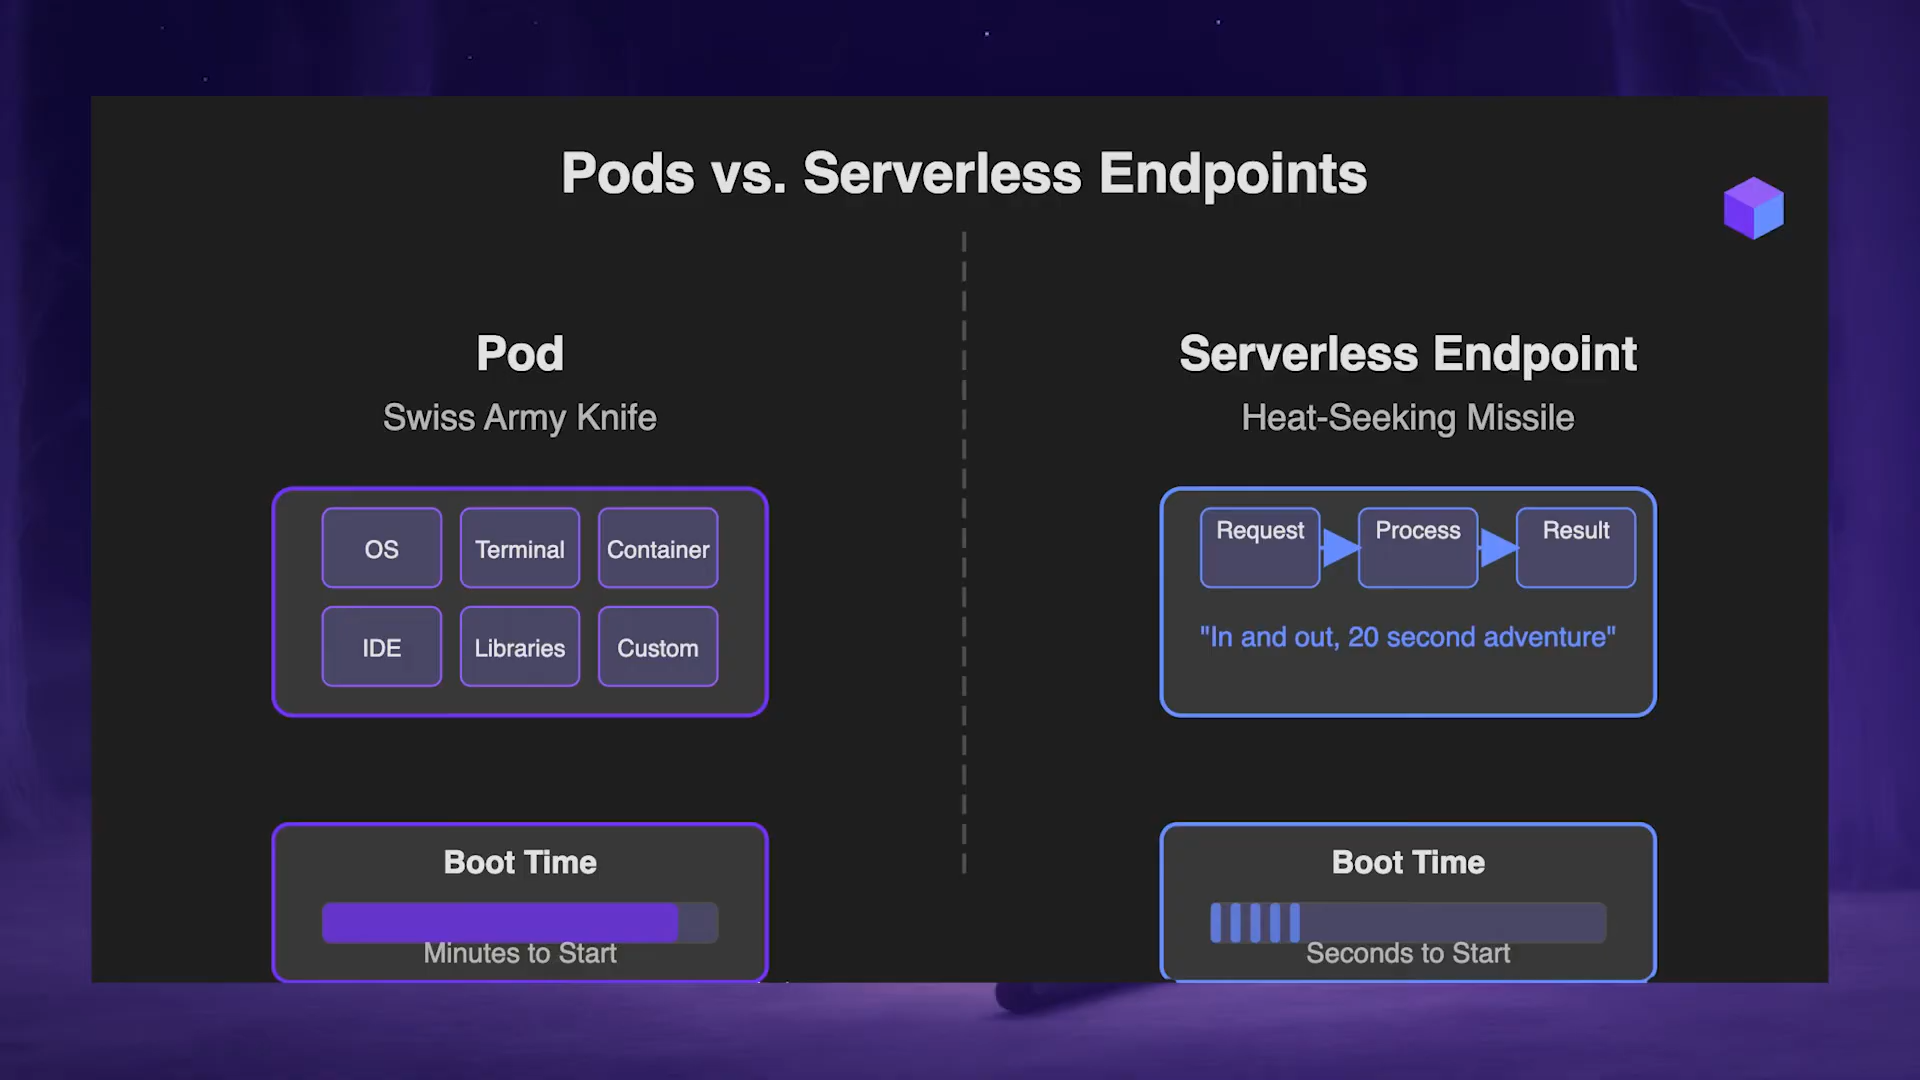 Pods vs. Serverless Endpoints
Pod
Swiss Army Knife
OS
Terminal
Container
IDE
Libraries
Custom
Boot Time
Minutes to Start
Serverless Endpoint
Heat-Seeking Missile
Request
Process
Result
"In and out, 20 second adventure"
Boot Time
Seconds to Start